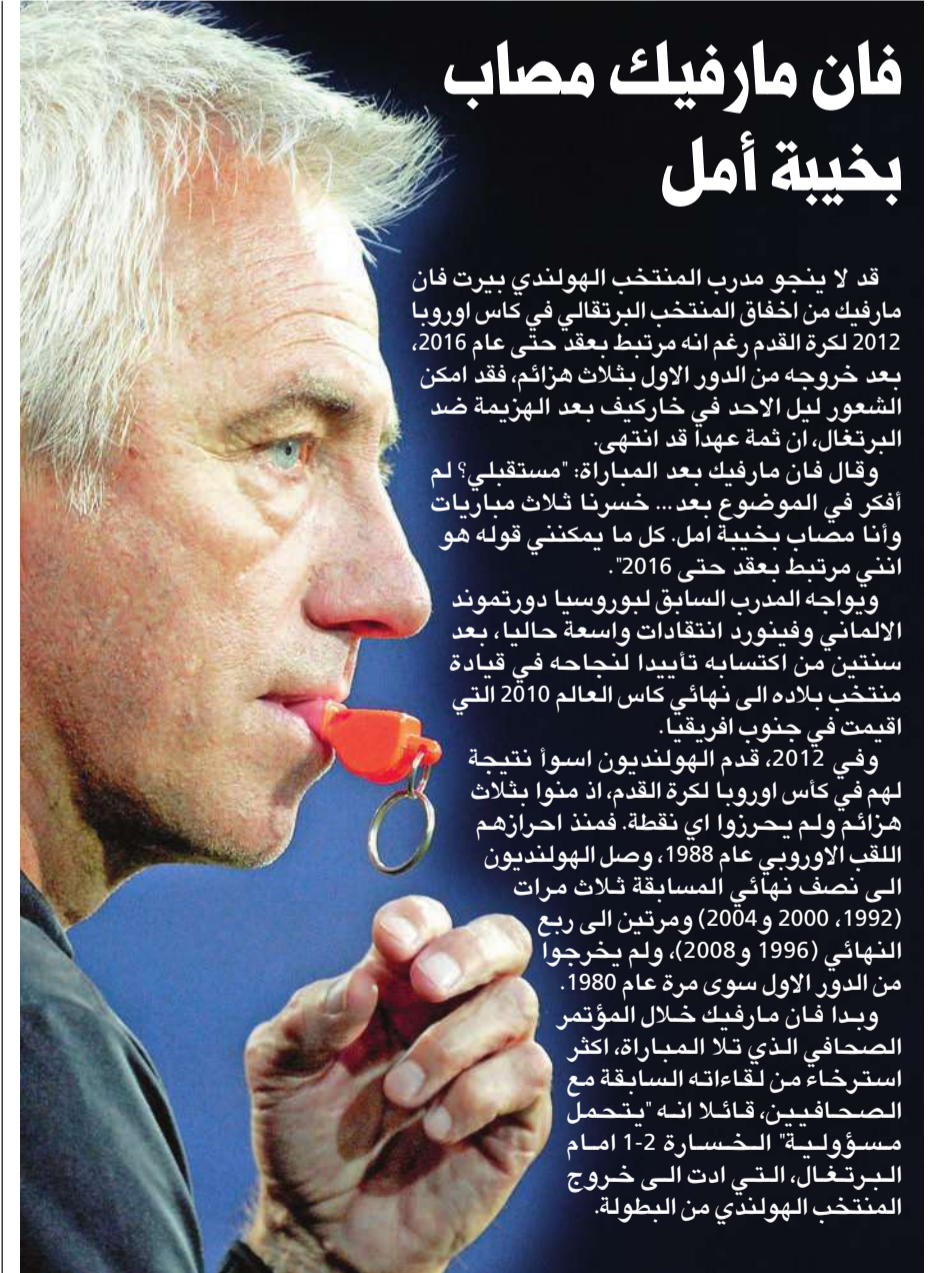 فان مارفيك مصاب
بخيبة أمل
قد لا ينجو مدرب المنتخب الهولندي بيرت فان
مارفيك من اخفاق المنتخب البرتقالي في كاس اوروبا
2012 لكرة القدم رغم انه مرتبط بعقد حتى عام 2016،
بعد خروجه من الدور الاول بثلاث هزائم، فقد امكن
الشعور ليل الاحد في خاركيف بعد الهزيمة ضد
البرتغال، ان ثمة عهدا قد انتهى.
وقال فان مارفيك بعد المباراة: "مستقبلي؟ لم
أفكر في الموضوع بعد... خسرنا ثلاث مباريات
وأنا مصاب بخيبة امل. كل ما يمكنني قوله هو
انني مرتبط بعقد حتى 2016".
ويواجه المدرب السابق لبوروسيا دورتموند
الالماني وفينورد انتقادات واسعة حاليا، بعد
سنتين من اكتسابه تأييدا لنجاحه في قيادة
منتخب بلاده الى نهائي كاس العالم 2010 التي
اقيمت في جنوب افريقيا.
وفي 2012، قدم الهولنديون اسوأ نتيجة
لهم في كأس اوروبا لكرة القدم، اذ منوا بثلاث
هزائم ولم يحرزوا اي نقطة. فمنذ احرازهم
اللقب الاوروبي عام 1988، وصل الهولنديون
الى نصف نهائي المسابقة ثلاث مرات
(1992، 2000 و2004) ومرتين الى ربع
النهائي (1996 و2008)، ولم يخرجوا
من الدور الاول سوى مرة عام 1980.
وبدا فان مارفيك خلال المؤتمر
الصحافي الذي تلا المباراة، اكثر
استرخاء من لقاءاته السابقة مع
الصحافيين، قائلا انه "يتحمل
مسؤولية" الخسارة 2-1 امام
البرتغال، التي ادت الى خروج
المنتخب الهولندي من البطولة.